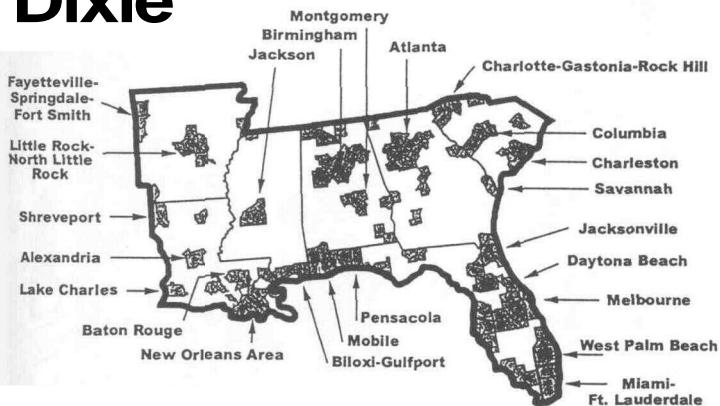 Dixie
Montgomery
Birmingham
Jackson
Atlanta
Charlotte-Gastonia-Rock Hill
Fayetteville-
Springdale-
Fort Smith
Little Rock-
North Little
Rock
Columbia
Charleston
Savannah
Shreveport
Jacksonville
Alexandria
Daytona Beach
Lake Charles
Melbourne
Baton Rouge
Pensacola
Mobile
New Orleans Area
Biloxi-Gulfport
West Palm Beach
Miami-
Ft. Lauderdale